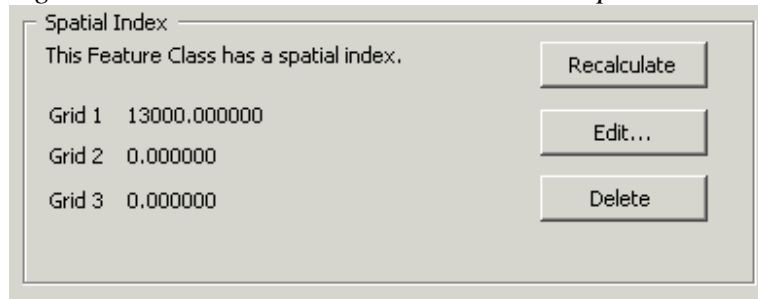 Spatial Index
This Feature Class has a spatial index.
Recalculate
Grid 1 13000.000000
Edit...
Grid 2 0.000000
Grid 3 0.000000
Delete